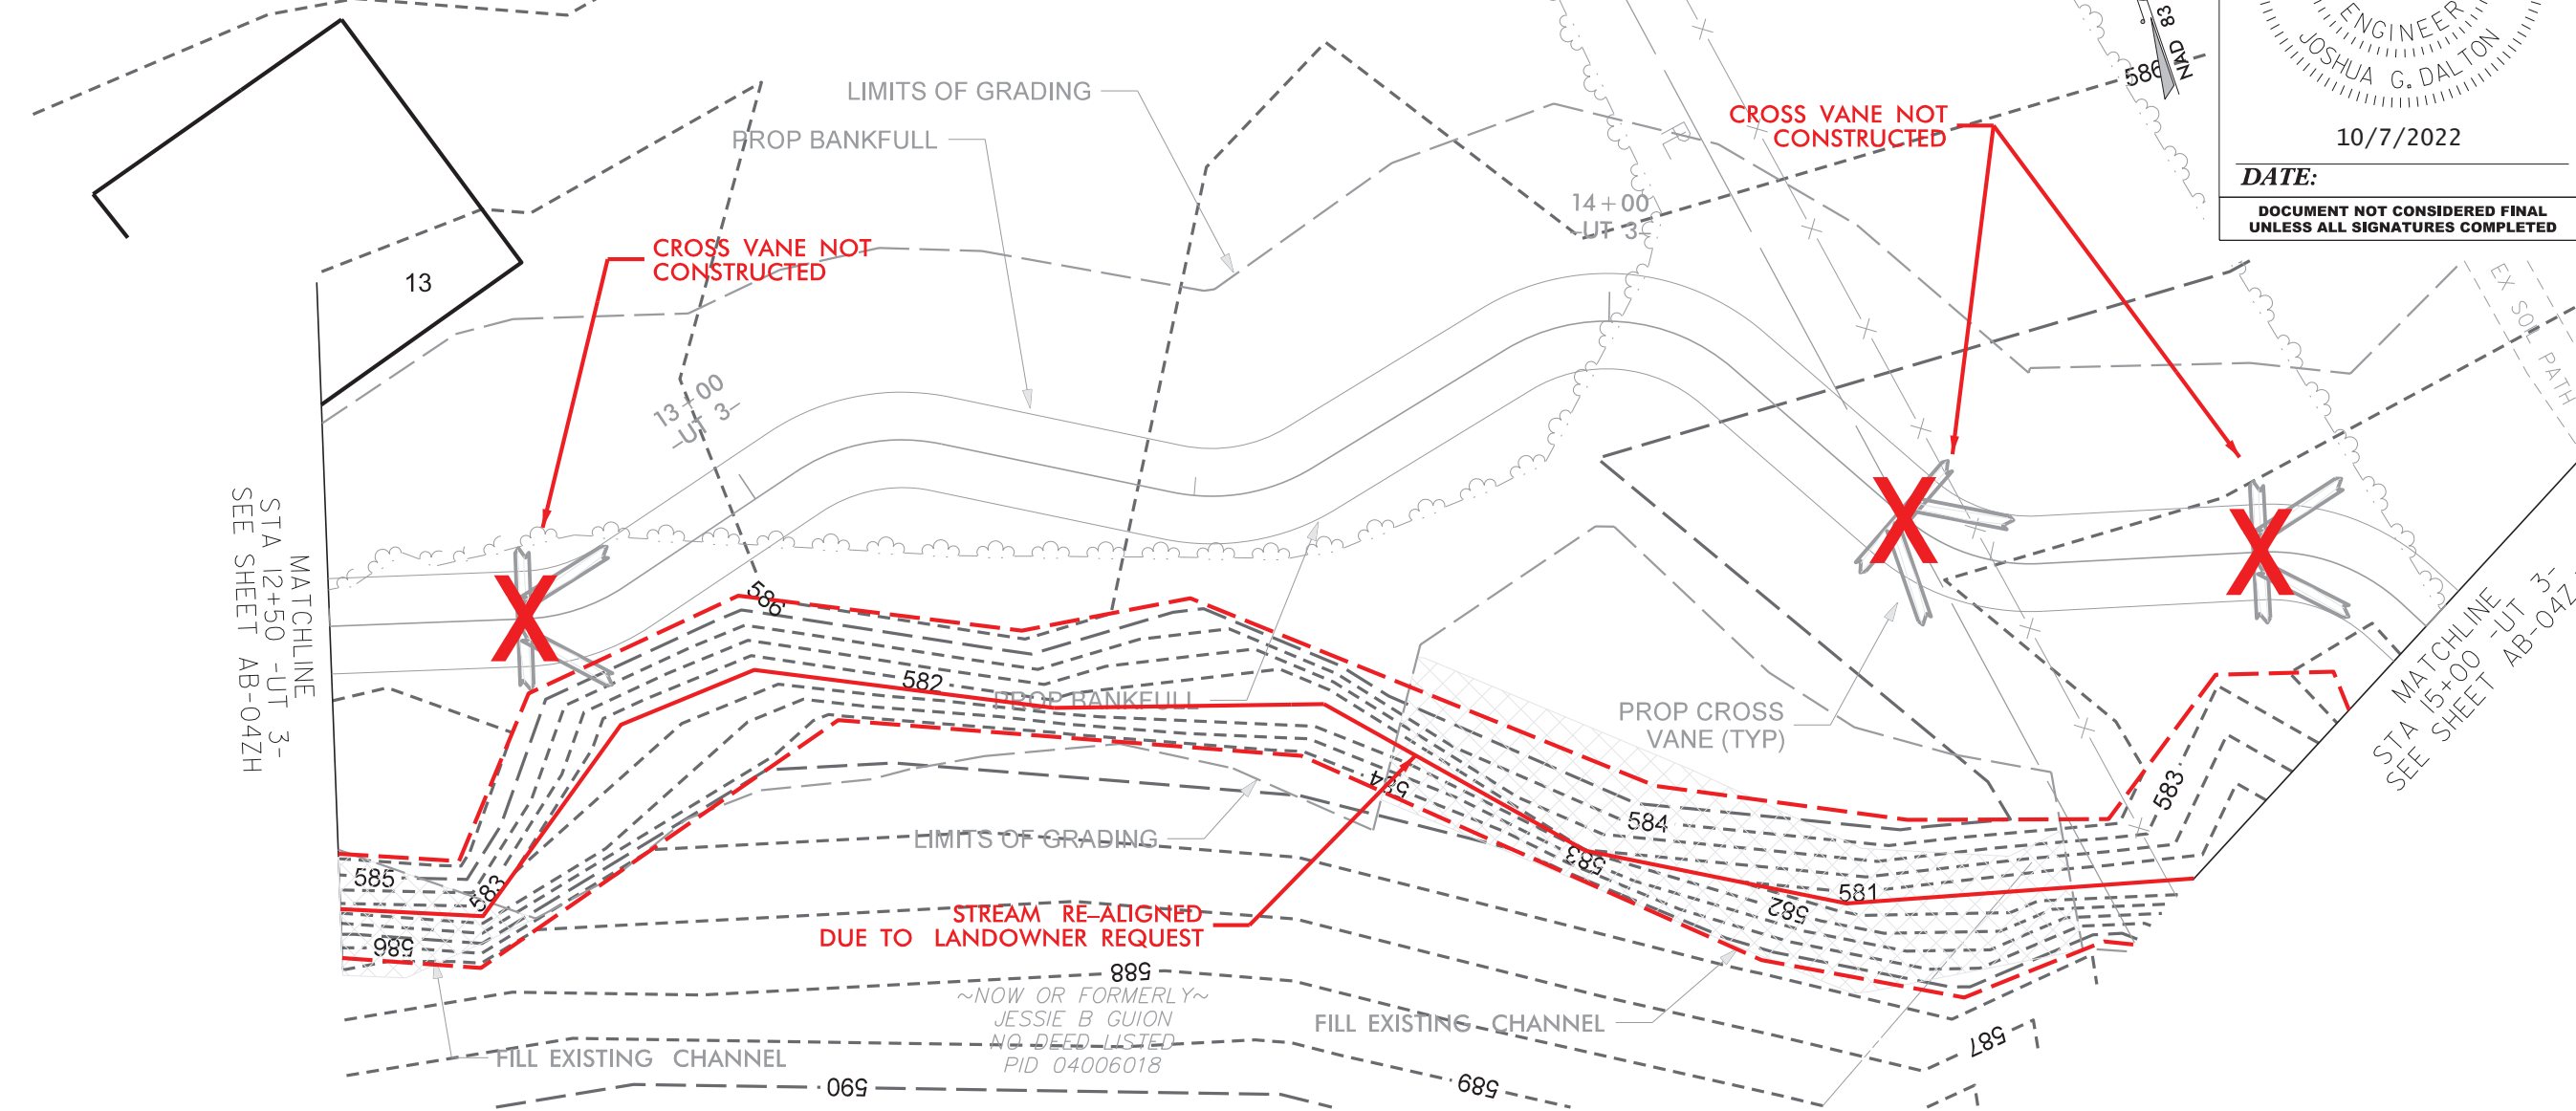 ENGINEER
JOSHUA G. DALTON
10/7/2022
DATE:
DOCUMENT NOT CONSIDERED FINAL
UNLESS ALL SIGNATURES COMPLETED
NAD 83
586
LIMITS OF GRADING
PROP BANKFULL
CROSS VANE NOT
CONSTRUCTED
14+00
-UT 3-
CROSS VANE NOT
CONSTRUCTED
13
EX SOIL PATH
13+00
-UT 3-
MATCHLINE
STA 12+50 -UT 3-
SEE SHEET AB-04ZH
586
582
PROP BANKFULL
PROP CROSS
VANE (TYP)
MATCHLINE
STA 15+00 -UT 3-
SEE SHEET AB-04Z
584
583
LIMITS OF GRADING
584
583
585
583
581
582
STREAM RE-ALIGNED
DUE TO LANDOWNER REQUEST
586
588
~NOW OR FORMERLY~
JESSIE B GUION
NO DEED LISTED
PID 04006018
FILL EXISTING CHANNEL
587
FILL EXISTING CHANNEL
590
589